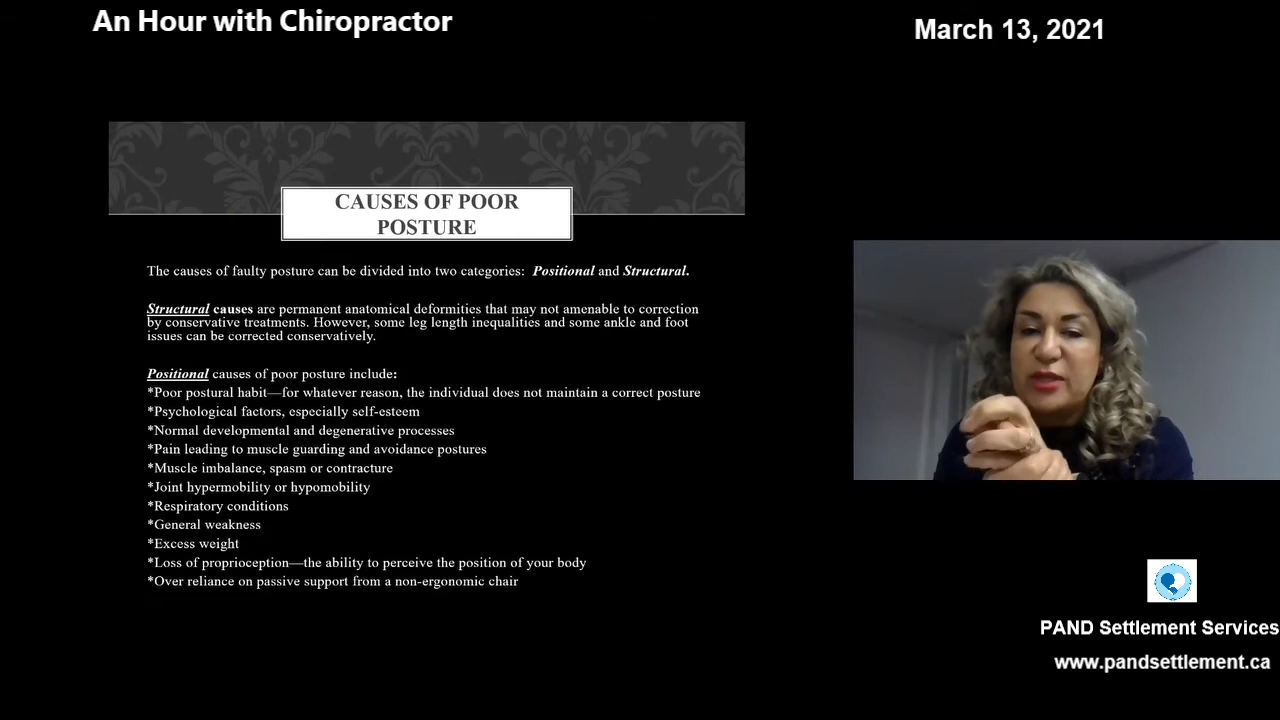 An Hour with Chiropractor
March 13, 2021
CAUSES OF POOR
POSTURE
The causes of faulty posture can be divided into two categories: Positional and Structural.
Structural causes are permanent anatomical deformities that may not amenable to correction
by conservative treatments. However, some leg length inequalities and some ankle and foot
issues can be corrected conservatively.
Positional causes of poor posture include:
*Poor postural habit—for whatever reason, the individual does not maintain a correct posture
*Psychological factors, especially self-esteem
*Normal developmental and degenerative processes
*Pain leading to muscle guarding and avoidance postures
*Muscle imbalance, spasm or contracture
*Joint hypermobility or hypomobility
*Respiratory conditions
*General weakness
*Excess weight
*Loss of proprioception—the ability to perceive the position of your body
*Over reliance on passive support from a non-ergonomic chair
PAND Settlement Services
www.pandsettlement.ca